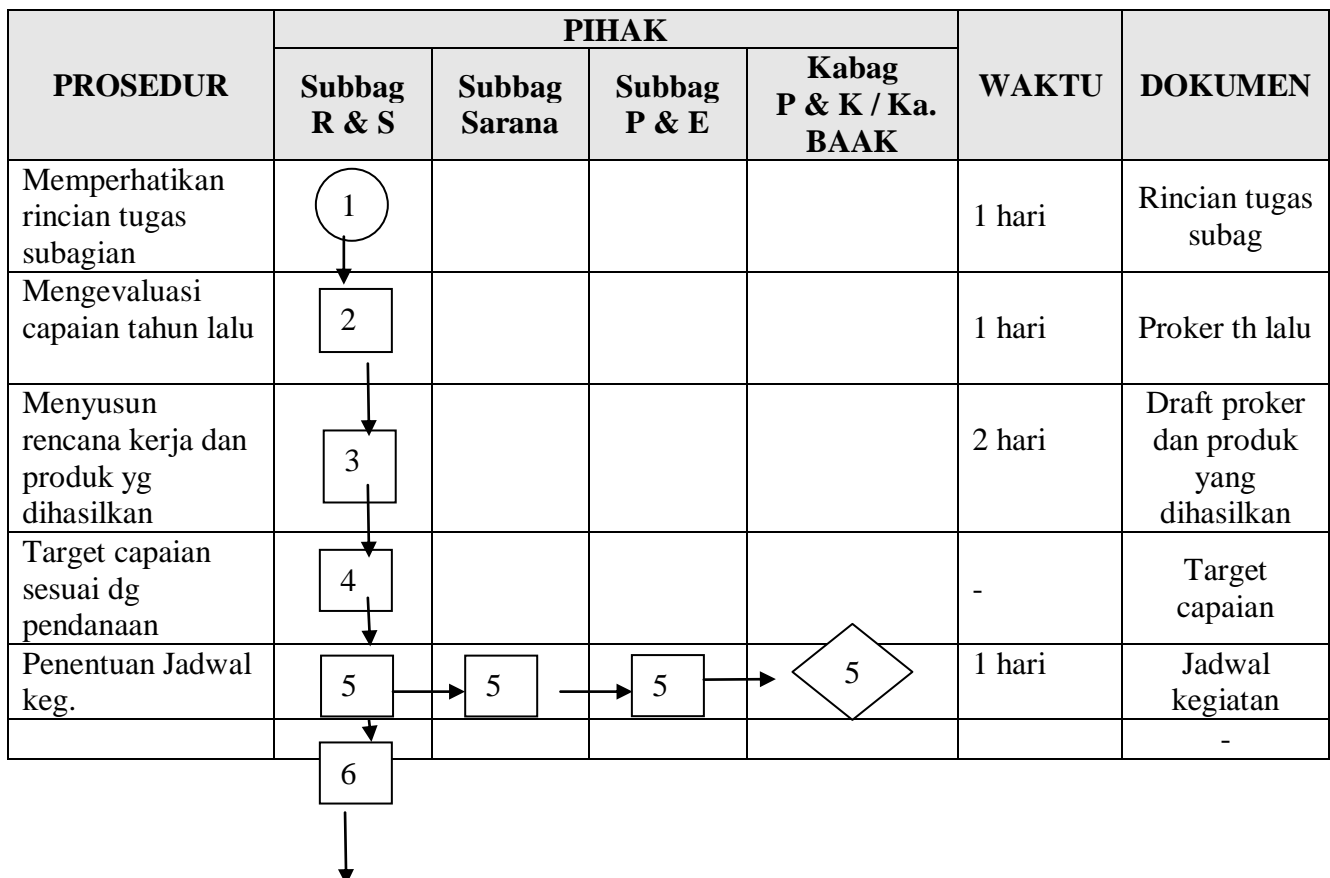 PIHAK
PROSEDUR
Subbag
R & S
Subbag
Sarana
Subbag
P & E
Kabag
P & K / Ka.
BAAK
WAKTU
DOKUMEN
Memperhatikan
rincian tugas
subagian
1
1 hari
Rincian tugas
subag
Mengevaluasi
capaian tahun lalu
2
1 hari
Proker th lalu
Menyusun
rencana kerja dan
produk yg
dihasilkan
3
2 hari
Draft proker
dan produk
yang
dihasilkan
Target capaian
sesuai dg
pendanaan
4
-
Target
capaian
Penentuan Jadwal
keg.
5
5
5
5
1 hari
Jadwal
kegiatan
6
-